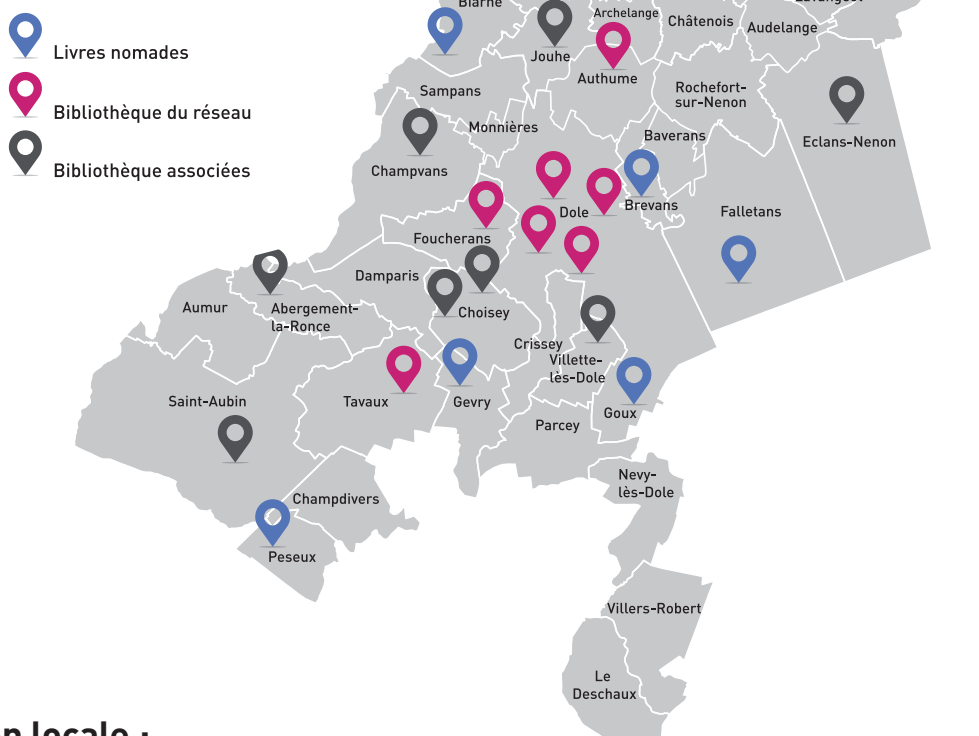 Livres nomades
Bibliothèque du réseau
Bibliothèque associées
Biarne
Archelange
Châtenois
Audelange
Jouhe
Authume
Sampans
Rochefort-
sur-Nenon
Monnières
Baverans
Eclans-Nenon
Champvans
Dole
Brevans
Falletans
Foucherans
Damparis
Aumur
Abergement-
la-Ronce
Choisey
Crissey
Villette-
lès-Dole
Saint-Aubin
Tavaux
Gevry
Goux
Parcey
Nevy-
lès-Dole
Champdivers
Peseux
Villers-Robert
Le
Deschaux
n locale :